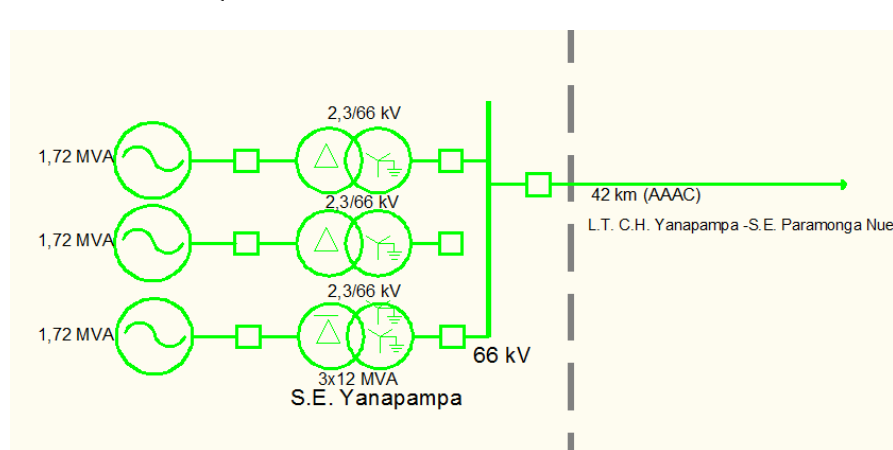 2,3/66 kV
1,72 MVA
42 km (AAAC)
2,3/66 kV
L.T. C.H. Yanapampa -S.E. Paramonga Nue
1,72 MVA
2,3/66 kV
1,72 MVA
66 kV
3x12 MVA
S.E. Yanapampa